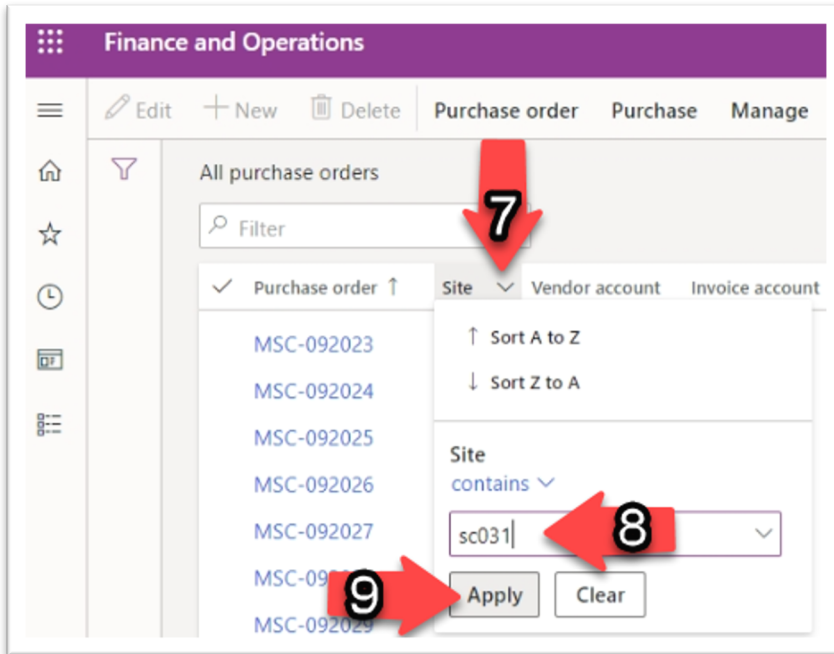 Finance and Operations
Edit New Delete Purchase order Purchase Manage
All purchase orders
7
Filter
Purchase order ↑ Site Vendor account Invoice account
↑ Sort A to Z
MSC-092023
↓ Sort Z to A
MSC-092024
MSC-092025
Site
contains
MSC-092026
MSC-092027
sc031
8
9
Apply Clear
MSC-092029